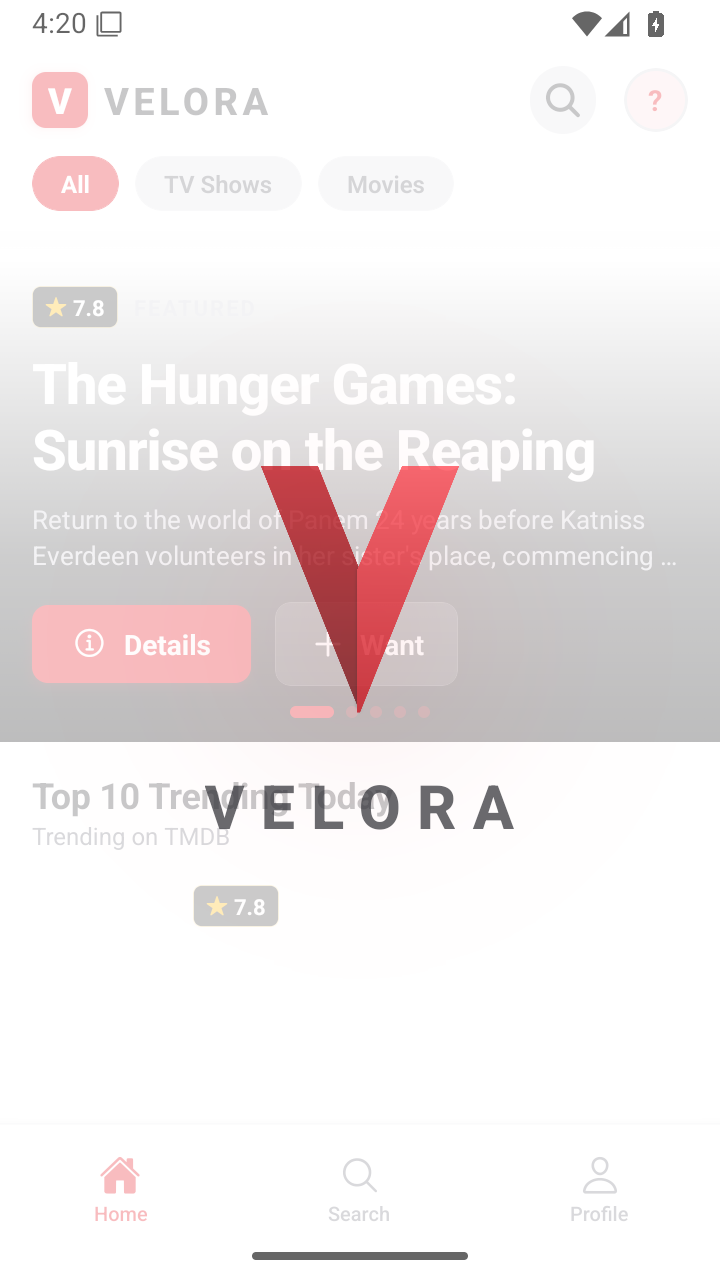 4:20
V VELORA
?
All TV Shows Movies
7.8 FEATURED
The Hunger Games:
Sunrise on the Reaping
Return to the world of Panem 24 years before Katniss
Everdeen volunteers in her sister's place, commencing …
Details Want
Top 10 Trending Today
VELORA
Trending on TMDB
7.8
Home Search Profile